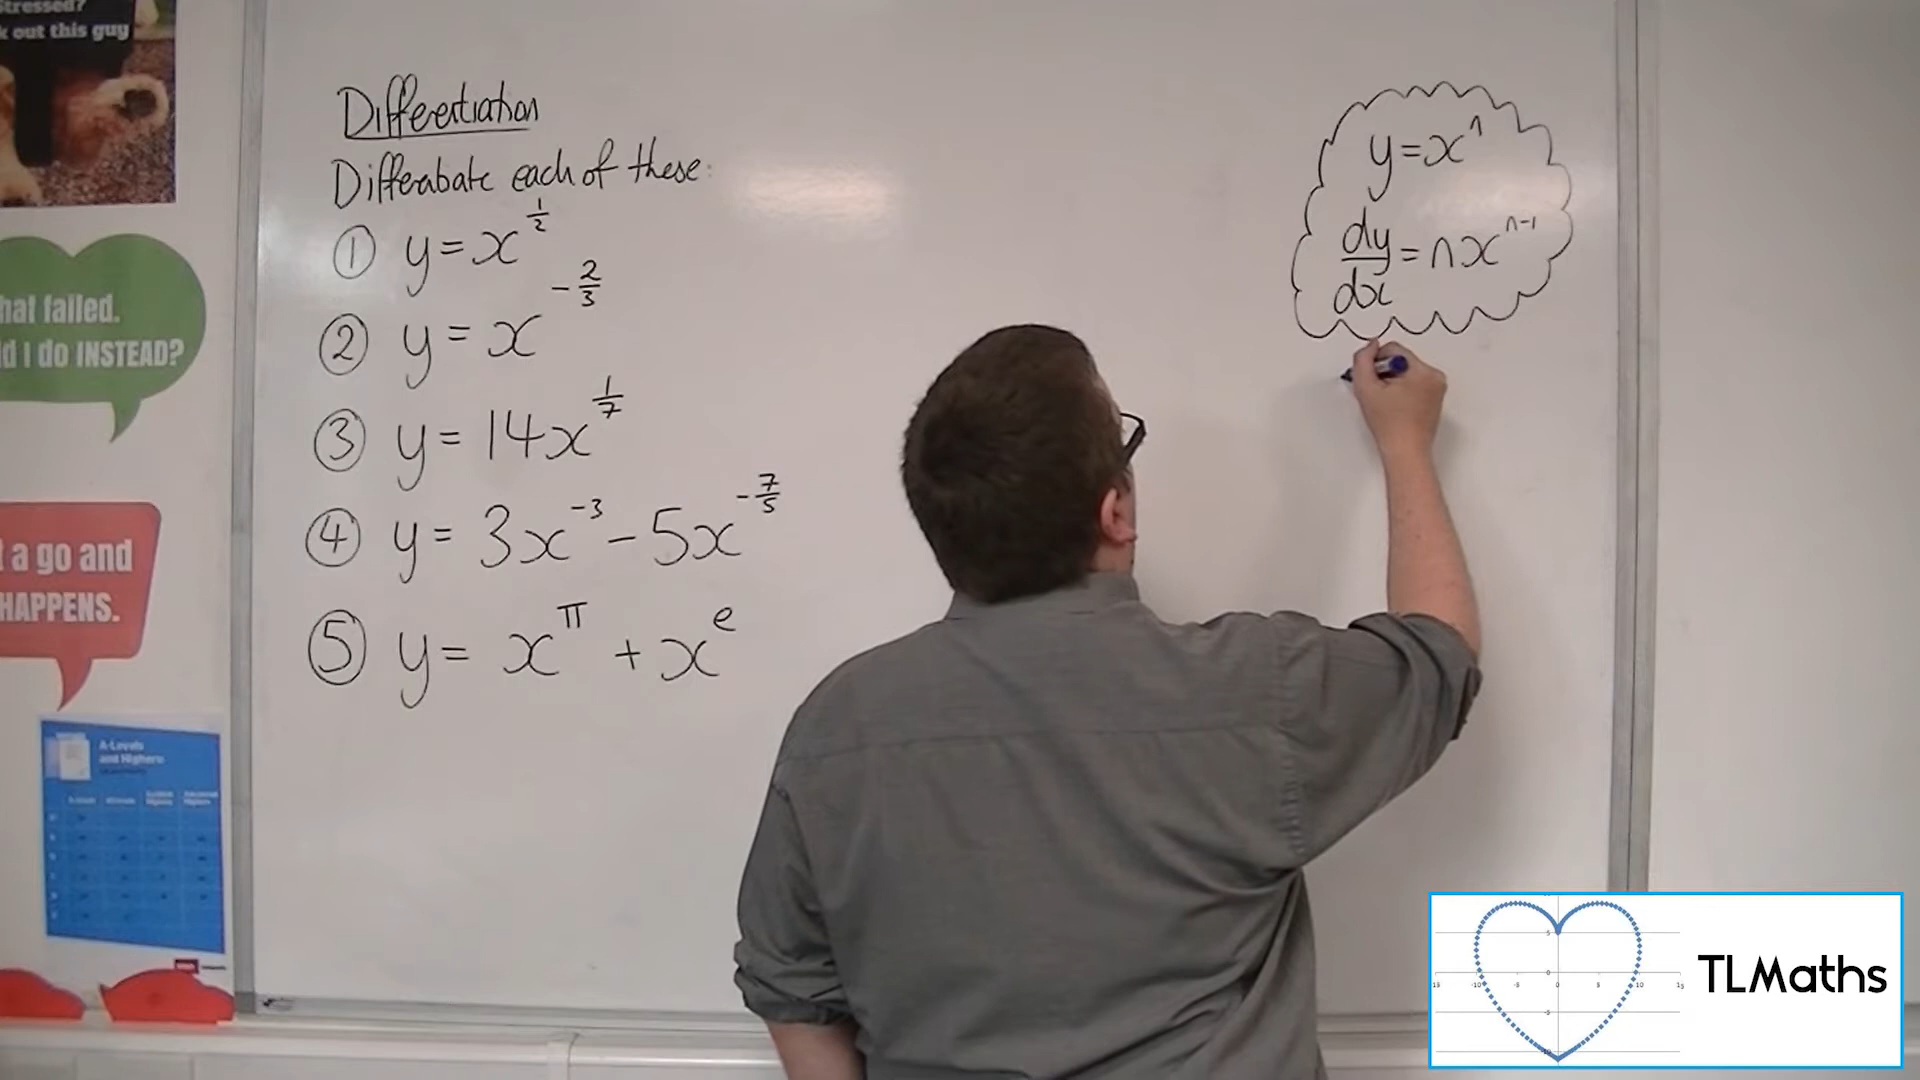 Stressed?
k out this guy
hat failed.
d I do INSTEAD?
a go and
HAPPENS.
A-Levels
and Highers
Differentiation
Differentiate each of these:
① y = x^{1/2}
② y = x^{-2/3}
③ y = 14x^{1/7}
④ y = 3x^{-3} - 5x^{-7/5}
⑤ y = x^π + x^e
y = x^n
dy/dx = nx^{n-1}
TLMaths